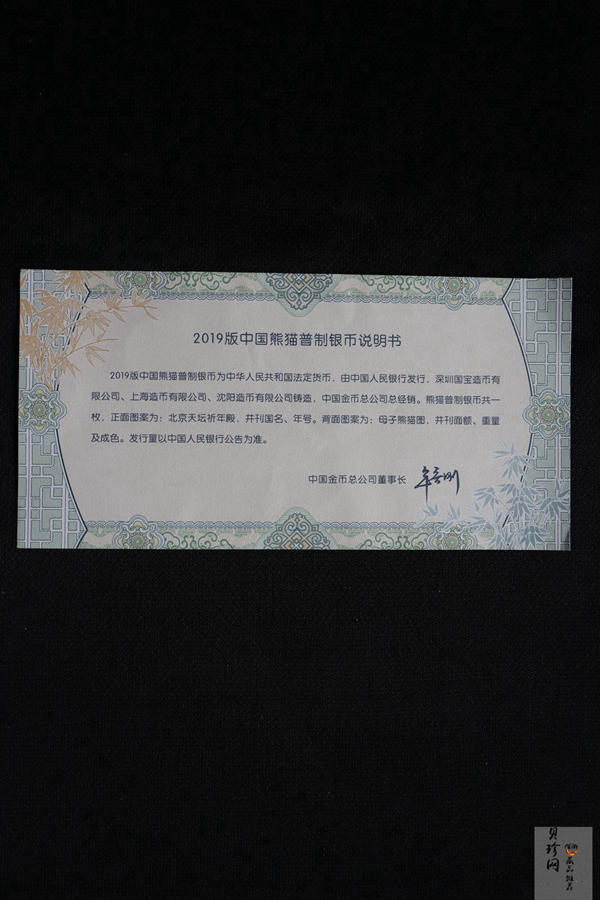 2019版中国熊猫普制银币说明书
2019版中国熊猫普制银币为中华人民共和国法定货币，由中国人民银行发行，深圳国宝造币有
限公司、上海造币有限公司、沈阳造币有限公司铸造，中国金币总公司总经销。熊猫普制银币共一
枚，正面图案为：北京天坛祈年殿，并刊国名、年号。背面图案为：母子熊猫图，并刊面额、重量
及成色。发行量以中国人民银行公告为准。
中国金币总公司董事长
贝珍网